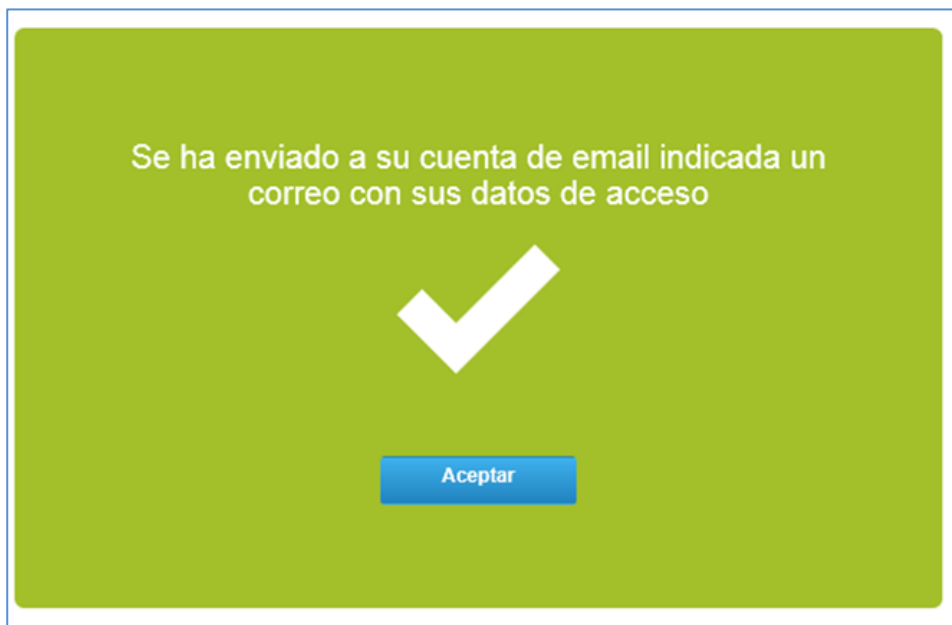 Se ha enviado a su cuenta de email indicada un
correo con sus datos de acceso
Aceptar